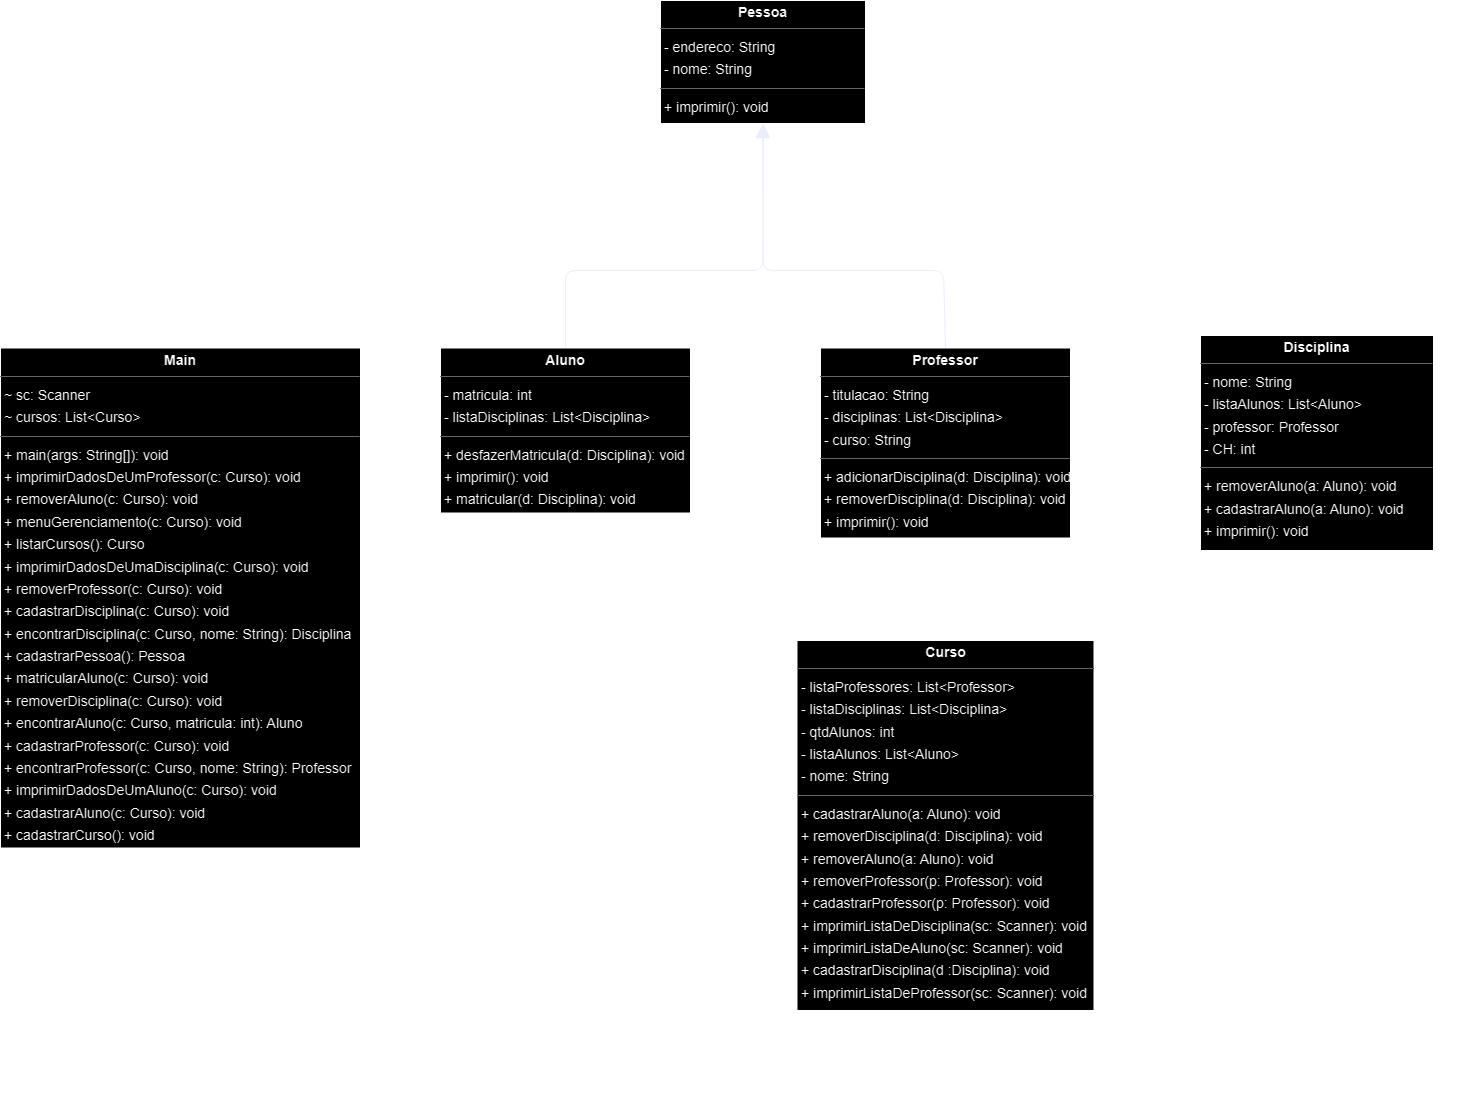 Pessoa
- endereco: String
- nome: String
+ imprimir(): void
Main
~ sc: Scanner
~ cursos: List<Curso>
+ main(args: String[]): void
+ imprimirDadosDeUmProfessor(c: Curso): void
+ removerAluno(c: Curso): void
+ menuGerenciamento(c: Curso): void
+ listarCursos(): Curso
+ imprimirDadosDeUmaDisciplina(c: Curso): void
+ removerProfessor(c: Curso): void
+ cadastrarDisciplina(c: Curso): void
+ encontrarDisciplina(c: Curso, nome: String): Disciplina
+ cadastrarPessoa(): Pessoa
+ matricularAluno(c: Curso): void
+ removerDisciplina(c: Curso): void
+ encontrarAluno(c: Curso, matricula: int): Aluno
+ cadastrarProfessor(c: Curso): void
+ encontrarProfessor(c: Curso, nome: String): Professor
+ imprimirDadosDeUmAluno(c: Curso): void
+ cadastrarAluno(c: Curso): void
+ cadastrarCurso(): void
Aluno
- matricula: int
- listaDisciplinas: List<Disciplina>
+ desfazerMatricula(d: Disciplina): void
+ imprimir(): void
+ matricular(d: Disciplina): void
Professor
- titulacao: String
- disciplinas: List<Disciplina>
- curso: String
+ adicionarDisciplina(d: Disciplina): void
+ removerDisciplina(d: Disciplina): void
+ imprimir(): void
Disciplina
- nome: String
- listaAlunos: List<Aluno>
- professor: Professor
- CH: int
+ removerAluno(a: Aluno): void
+ cadastrarAluno(a: Aluno): void
+ imprimir(): void
Curso
- listaProfessores: List<Professor>
- listaDisciplinas: List<Disciplina>
- qtdAlunos: int
- listaAlunos: List<Aluno>
- nome: String
+ cadastrarAluno(a: Aluno): void
+ removerDisciplina(d: Disciplina): void
+ removerAluno(a: Aluno): void
+ removerProfessor(p: Professor): void
+ cadastrarProfessor(p: Professor): void
+ imprimirListaDeDisciplina(sc: Scanner): void
+ imprimirListaDeAluno(sc: Scanner): void
+ cadastrarDisciplina(d :Disciplina): void
+ imprimirListaDeProfessor(sc: Scanner): void